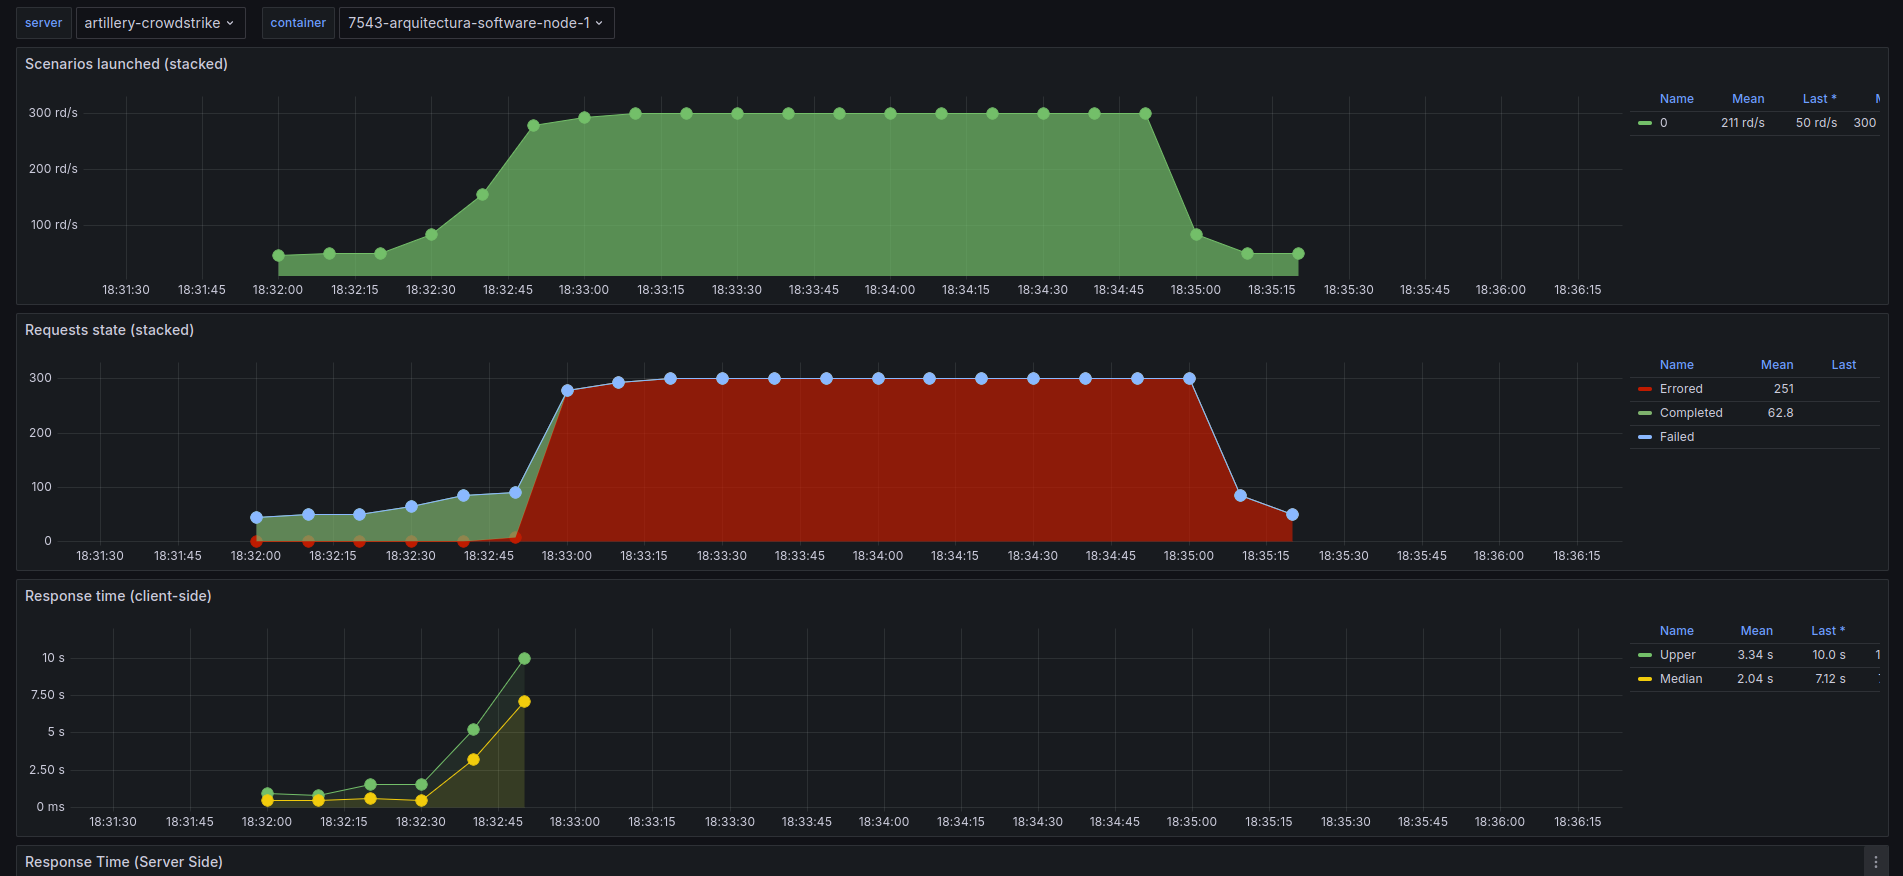 server artillery-crowdstrike container 7543-arquitectura-software-node-1
Scenarios launched (stacked)
300 rd/s
200 rd/s
100 rd/s
18:31:30 18:31:45 18:32:00 18:32:15 18:32:30 18:32:45 18:33:00 18:33:15 18:33:30 18:33:45 18:34:00 18:34:15 18:34:30 18:34:45 18:35:00 18:35:15 18:35:30 18:35:45 18:36:00 18:36:15
Name Mean Last *
0 211 rd/s 50 rd/s 300
Requests state (stacked)
300
200
100
0
18:31:30 18:31:45 18:32:00 18:32:15 18:32:30 18:32:45 18:33:00 18:33:15 18:33:30 18:33:45 18:34:00 18:34:15 18:34:30 18:34:45 18:35:00 18:35:15 18:35:30 18:35:45 18:36:00 18:36:15
Name Mean Last
Errored 251
Completed 62.8
Failed
Response time (client-side)
10 s
7.50 s
5 s
2.50 s
0 ms
18:31:30 18:31:45 18:32:00 18:32:15 18:32:30 18:32:45 18:33:00 18:33:15 18:33:30 18:33:45 18:34:00 18:34:15 18:34:30 18:34:45 18:35:00 18:35:15 18:35:30 18:35:45 18:36:00 18:36:15
Name Mean Last *
Upper 3.34 s 10.0 s
Median 2.04 s 7.12 s
Response Time (Server Side)